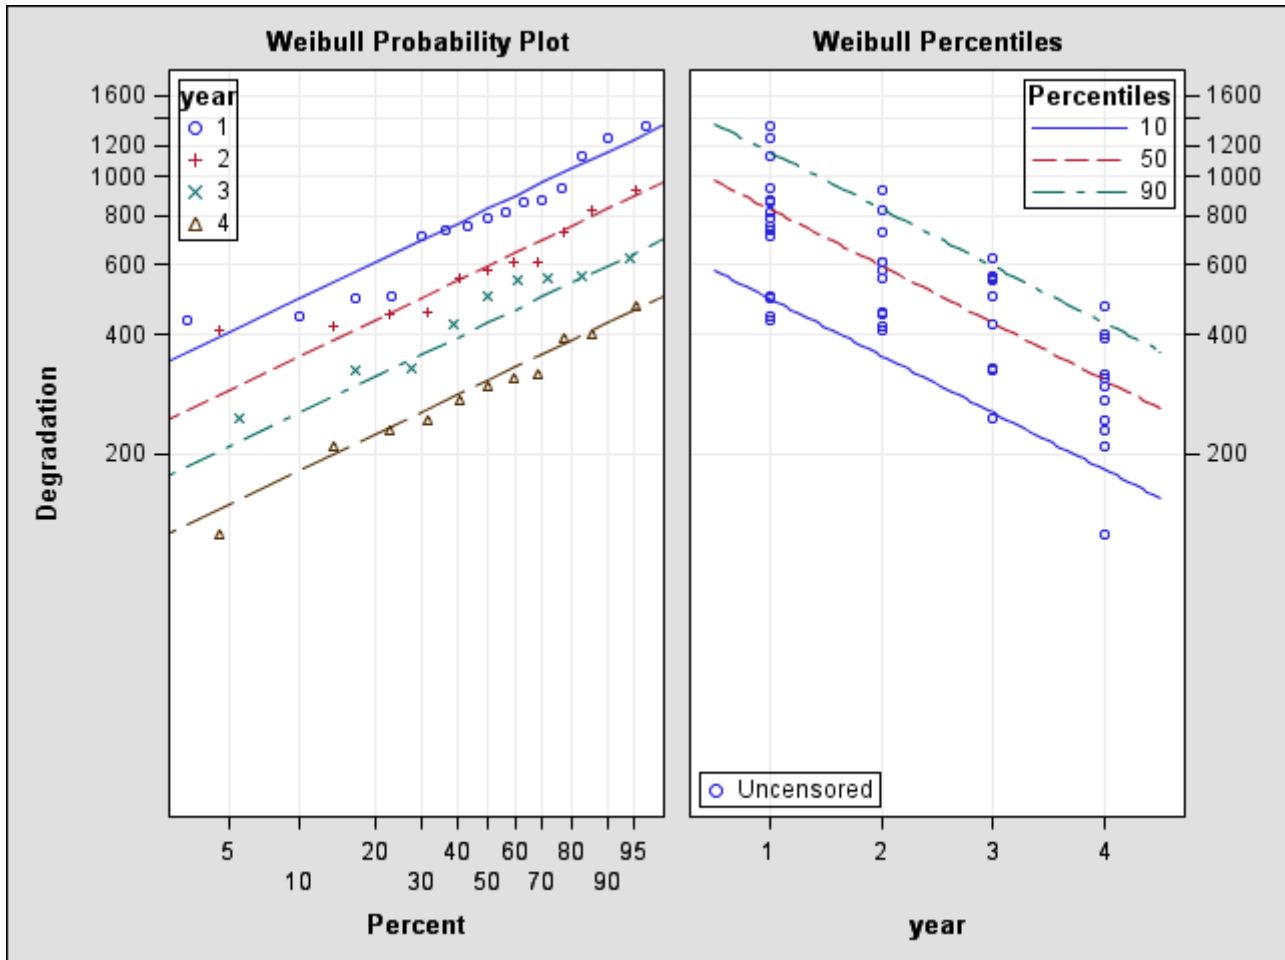 Weibull Probability Plot
Weibull Percentiles
1600
1200
1000
800
600
400
200
Degradation
year
1
2
3
4
Percentiles
10
50
90
1600
1200
1000
800
600
400
200
Uncensored
5 20 40 60 80 95
10 30 50 70 90
Percent
1 2 3 4
year